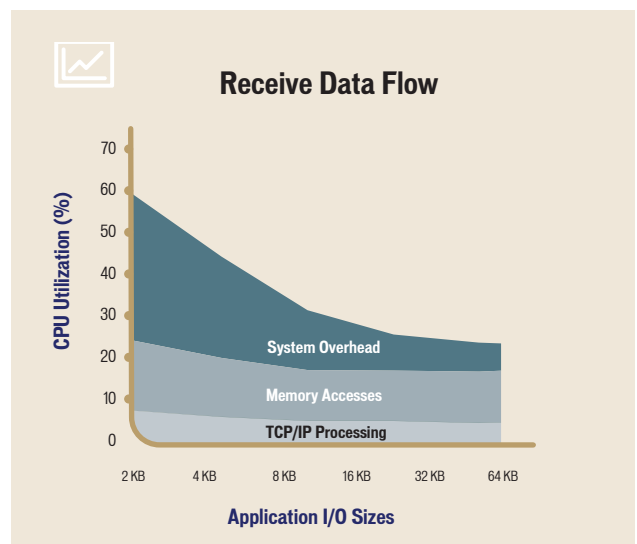 Receive Data Flow
CPU Utilization (%)
70
60
50
40
30
20
10
0
System Overhead
Memory Accesses
TCP/IP Processing
2 KB 4 KB 8 KB 16 KB 32 KB 64 KB
Application I/O Sizes